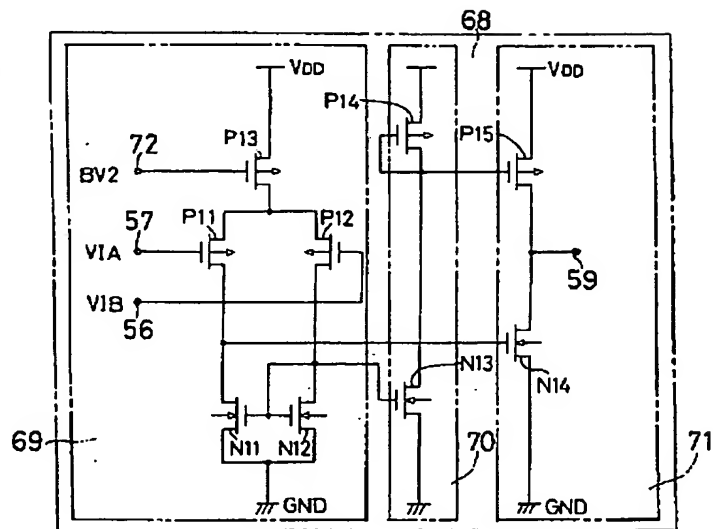 68
VDD
VDD
P14
P13
P15
72
BV2
57
P11
P12
VIA
59
VIB
56
N13
N14
69
N11
N12
70
71
GND
GND